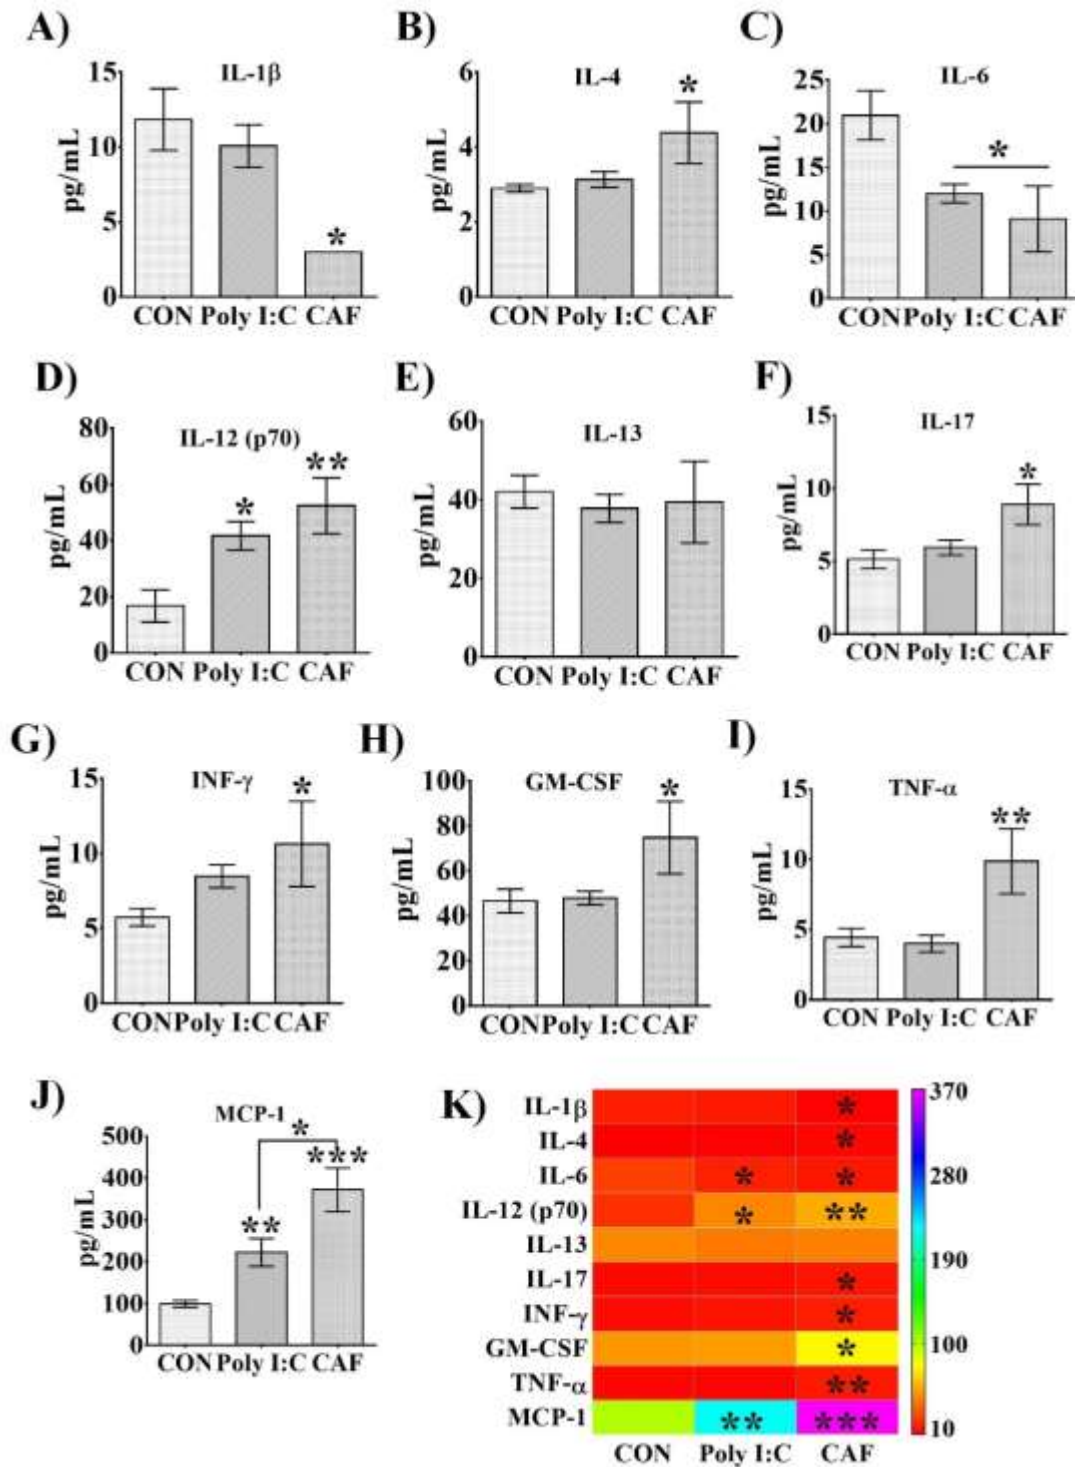 A)
IL-1β
15
10
5
0
pg/mL
*
CON Poly I:C CAF
B)
IL-4
6
4
2
0
pg/mL
*
CON Poly I:C CAF
C)
IL-6
25
20
15
10
5
0
pg/mL
*
CON Poly I:C CAF
D)
IL-12 (p70)
80
60
40
20
0
pg/mL
*
**
CON Poly I:C CAF
E)
IL-13
60
40
20
0
pg/mL
CON Poly I:C CAF
F)
IL-17
15
10
5
0
pg/mL
*
CON Poly I:C CAF
G)
INF-γ
15
10
5
0
pg/mL
*
CON Poly I:C CAF
H)
GM-CSF
100
80
60
40
20
0
pg/mL
*
CON Poly I:C CAF
I)
TNF-α
15
10
5
0
pg/mL
**
CON Poly I:C CAF
J)
MCP-1
500
400
300
200
100
0
pg/mL
*
**
***
CON Poly I:C CAF
K)
IL-1β *
IL-4 *
IL-6 * *
IL-12 (p70) * **
IL-13
IL-17 *
INF-γ *
GM-CSF *
TNF-α **
MCP-1 ** ***
CON Poly I:C CAF
370
280
190
100
10